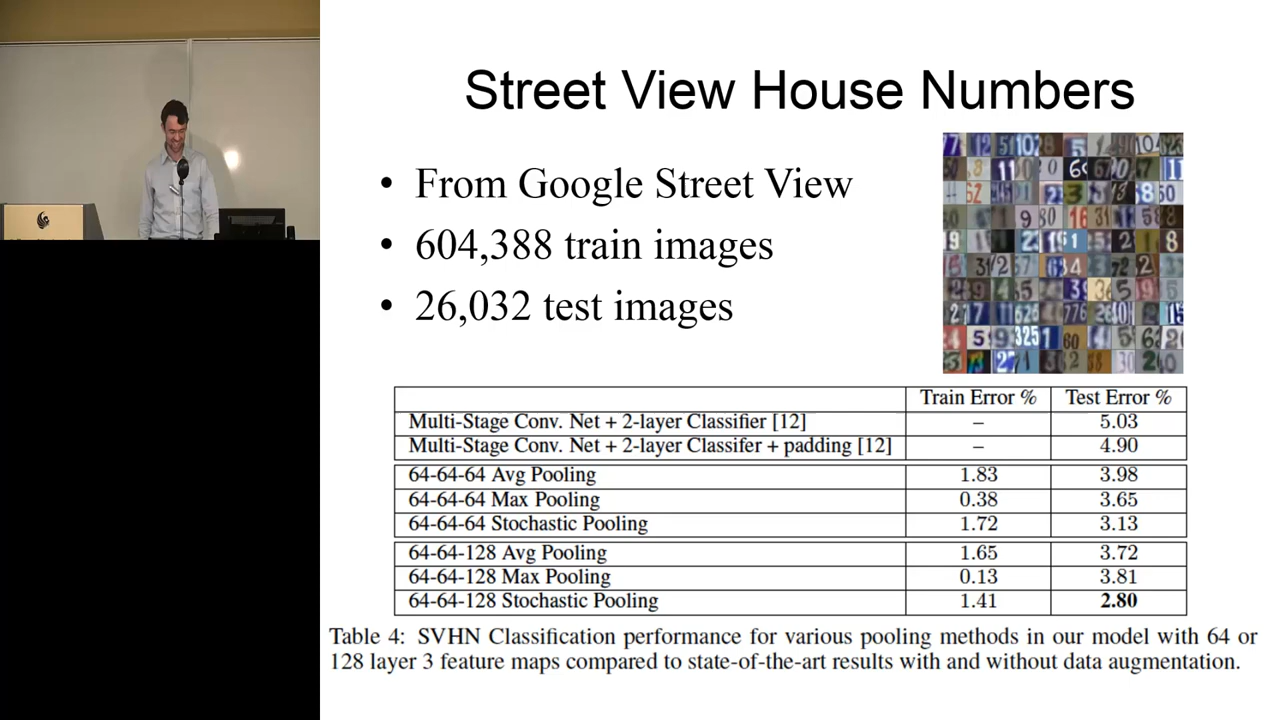 Street View House Numbers
• From Google Street View
• 604,388 train images
• 26,032 test images
Train Error % Test Error %
Multi-Stage Conv. Net + 2-layer Classifier [12] – 5.03
Multi-Stage Conv. Net + 2-layer Classifer + padding [12] – 4.90
64-64-64 Avg Pooling 1.83 3.98
64-64-64 Max Pooling 0.38 3.65
64-64-64 Stochastic Pooling 1.72 3.13
64-64-128 Avg Pooling 1.65 3.72
64-64-128 Max Pooling 0.13 3.81
64-64-128 Stochastic Pooling 1.41 2.80
Table 4: SVHN Classification performance for various pooling methods in our model with 64 or
128 layer 3 feature maps compared to state-of-the-art results with and without data augmentation.